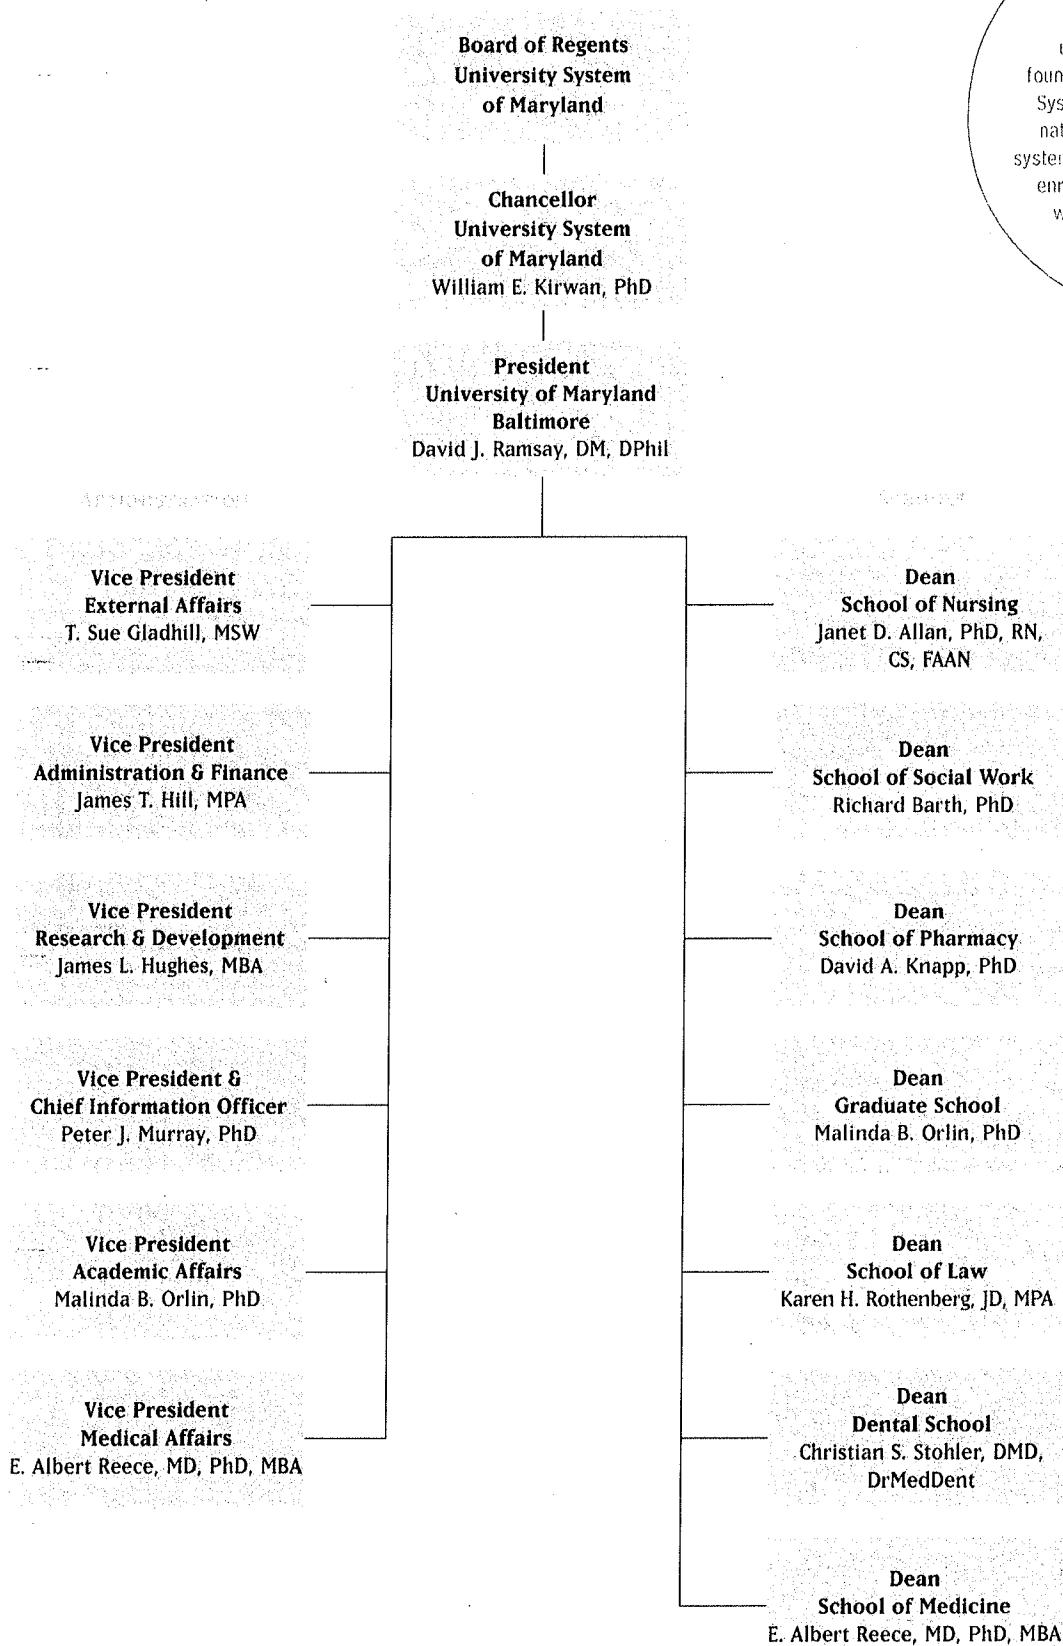 Board of Regents
University System
of Maryland
Chancellor
University System
of Maryland
William E. Kirwan, PhD
President
University of Maryland
Baltimore
David J. Ramsay, DM, DPhil
Administration
Vice President
External Affairs
T. Sue Gladhill, MSW
Vice President
Administration & Finance
James T. Hill, MPA
Vice President
Research & Development
James L. Hughes, MBA
Vice President &
Chief Information Officer
Peter J. Murray, PhD
Vice President
Academic Affairs
Malinda B. Orlin, PhD
Vice President
Medical Affairs
E. Albert Reece, MD, PhD, MBA
Dean
School of Nursing
Janet D. Allan, PhD, RN,
CS, FAAN
Dean
School of Social Work
Richard Barth, PhD
Dean
School of Pharmacy
David A. Knapp, PhD
Dean
Graduate School
Malinda B. Orlin, PhD
Dean
School of Law
Karen H. Rothenberg, JD, MPA
Dean
Dental School
Christian S. Stohler, DMD,
DrMedDent
Dean
School of Medicine
E. Albert Reece, MD, PhD, MBA
foun
Sys
nat
syste
enr
w